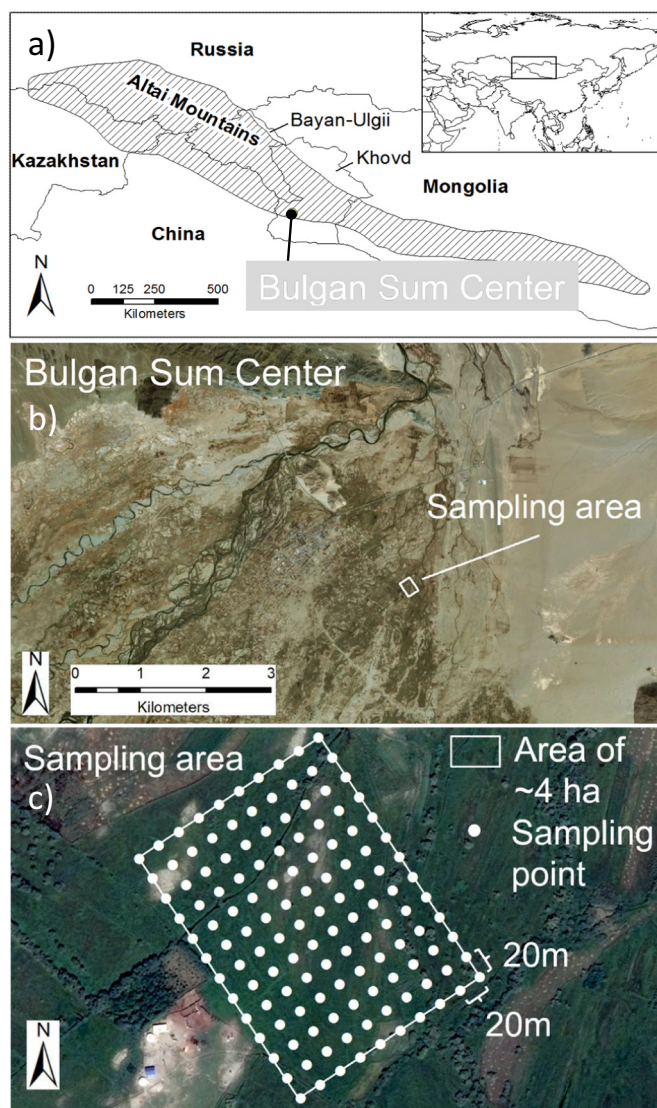 a)
Russia
Altai Mountains
Bayan-Ulgii
Khovd
Kazakhstan
Mongolia
China
N
0 125 250 500
Kilometers
Bulgan Sum Center
Bulgan Sum Center
b)
Sampling area
N
0 1 2 3
Kilometers
Sampling area
c)
Area of
~4 ha
Sampling
point
20m
20m
N